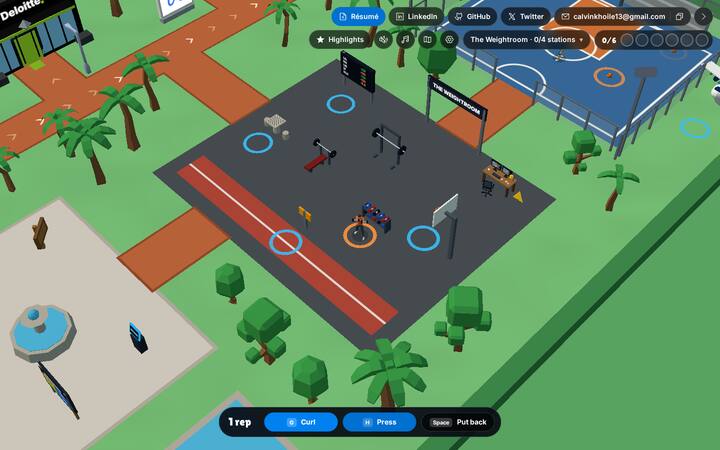 Deloitte.
Résumé
LinkedIn
GitHub
Twitter
calvinkhoile13@gmail.com
Highlights
The Weightroom · 0/4 stations
0/6
THE WEIGHTROOM
1 rep
G Curl
H Press
Space Put back